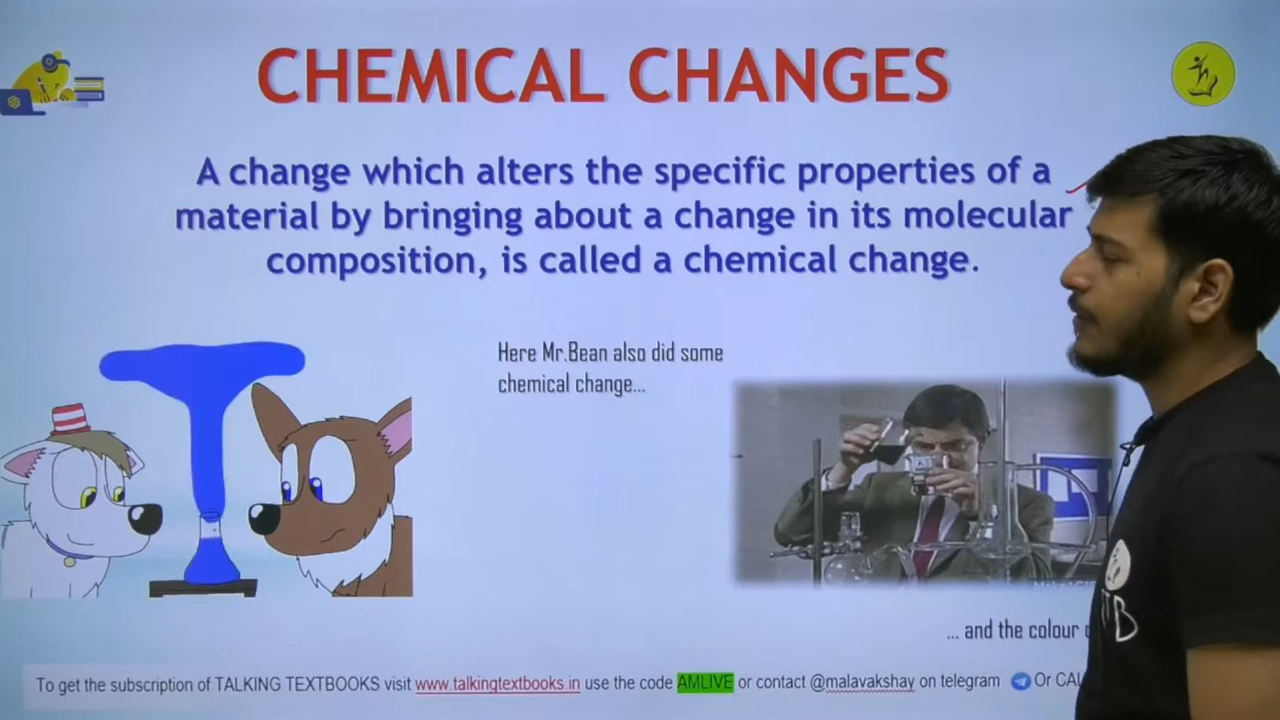 CHEMICAL CHANGES
A change which alters the specific properties of a
material by bringing about a change in its molecular
composition, is called a chemical change.
Here Mr.Bean also did some
chemical change...
... and the colour
To get the subscription of TALKING TEXTBOOKS visit www.talkingtextbooks.in use the code AMLIVE or contact @malavakshay on telegram Or